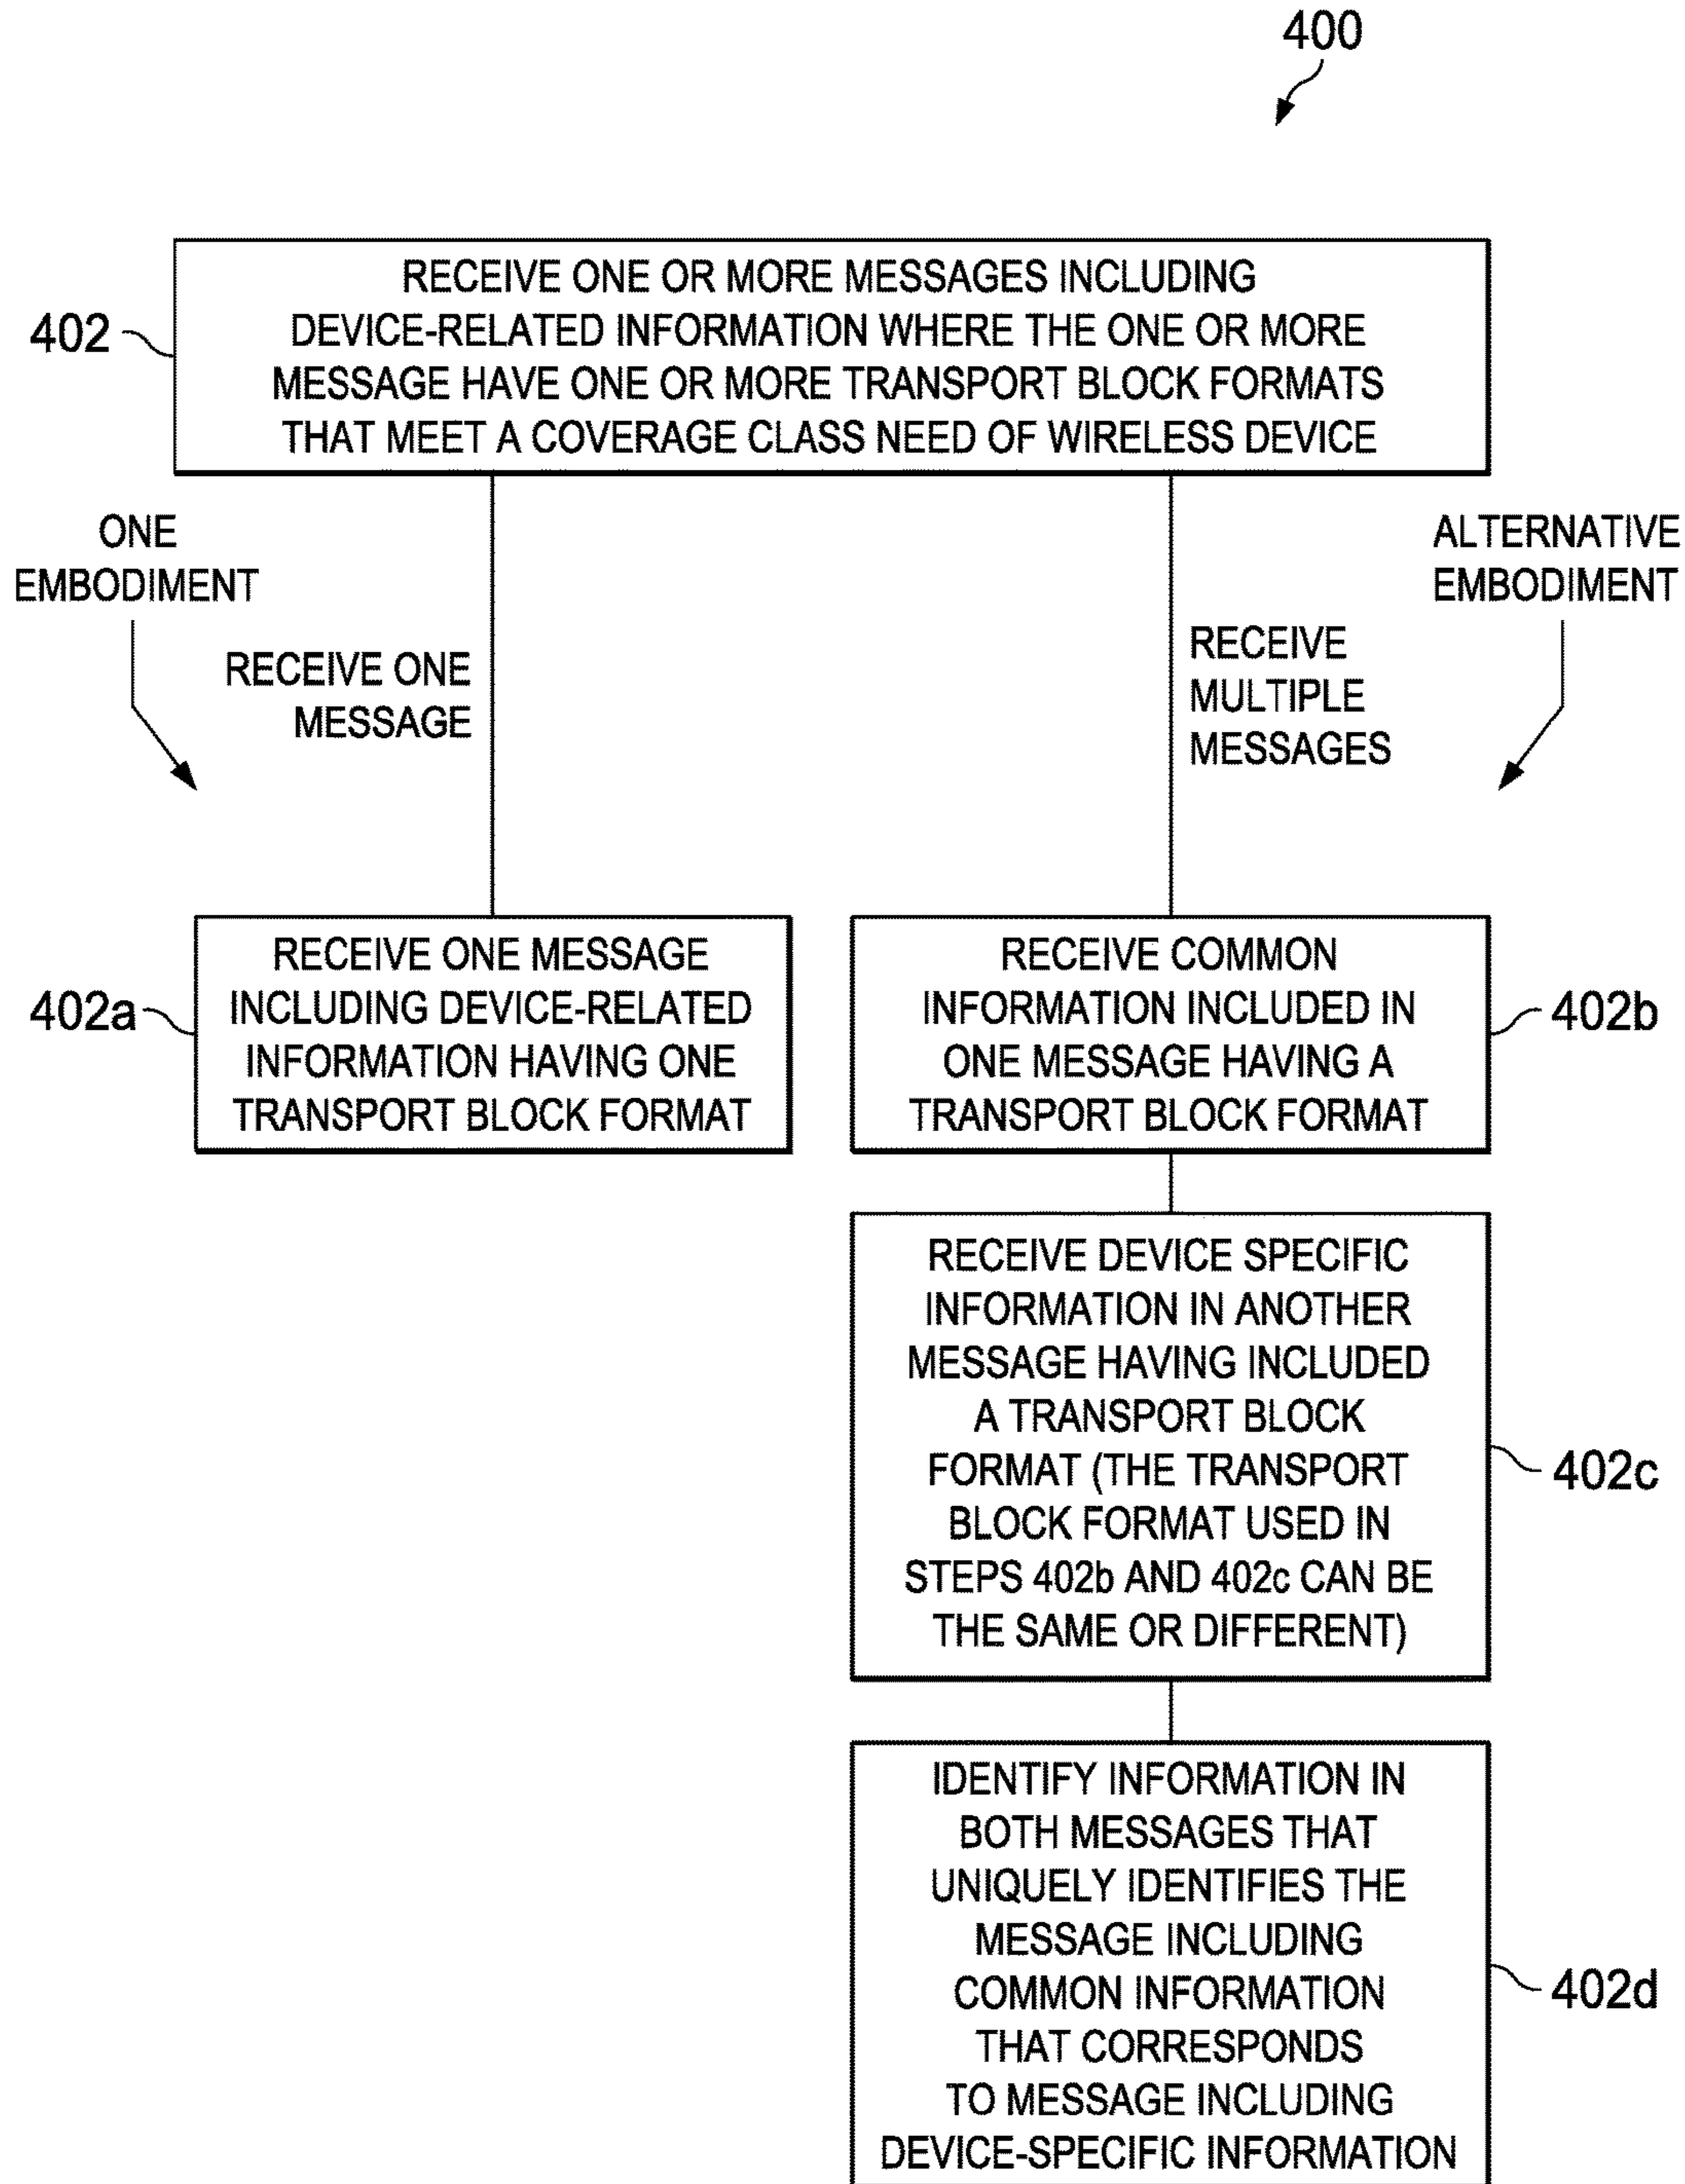 400
402
RECEIVE ONE OR MORE MESSAGES INCLUDING
DEVICE-RELATED INFORMATION WHERE THE ONE OR MORE
MESSAGE HAVE ONE OR MORE TRANSPORT BLOCK FORMATS
THAT MEET A COVERAGE CLASS NEED OF WIRELESS DEVICE
ONE
EMBODIMENT
RECEIVE ONE
MESSAGE
RECEIVE
MULTIPLE
MESSAGES
ALTERNATIVE
EMBODIMENT
402a
RECEIVE ONE MESSAGE
INCLUDING DEVICE-RELATED
INFORMATION HAVING ONE
TRANSPORT BLOCK FORMAT
RECEIVE COMMON
INFORMATION INCLUDED IN
ONE MESSAGE HAVING A
TRANSPORT BLOCK FORMAT
402b
RECEIVE DEVICE SPECIFIC
INFORMATION IN ANOTHER
MESSAGE HAVING INCLUDED
A TRANSPORT BLOCK
FORMAT (THE TRANSPORT
BLOCK FORMAT USED IN
STEPS 402b AND 402c CAN BE
THE SAME OR DIFFERENT)
402c
IDENTIFY INFORMATION IN
BOTH MESSAGES THAT
UNIQUELY IDENTIFIES THE
MESSAGE INCLUDING
COMMON INFORMATION
THAT CORRESPONDS
TO MESSAGE INCLUDING
DEVICE-SPECIFIC INFORMATION
402d